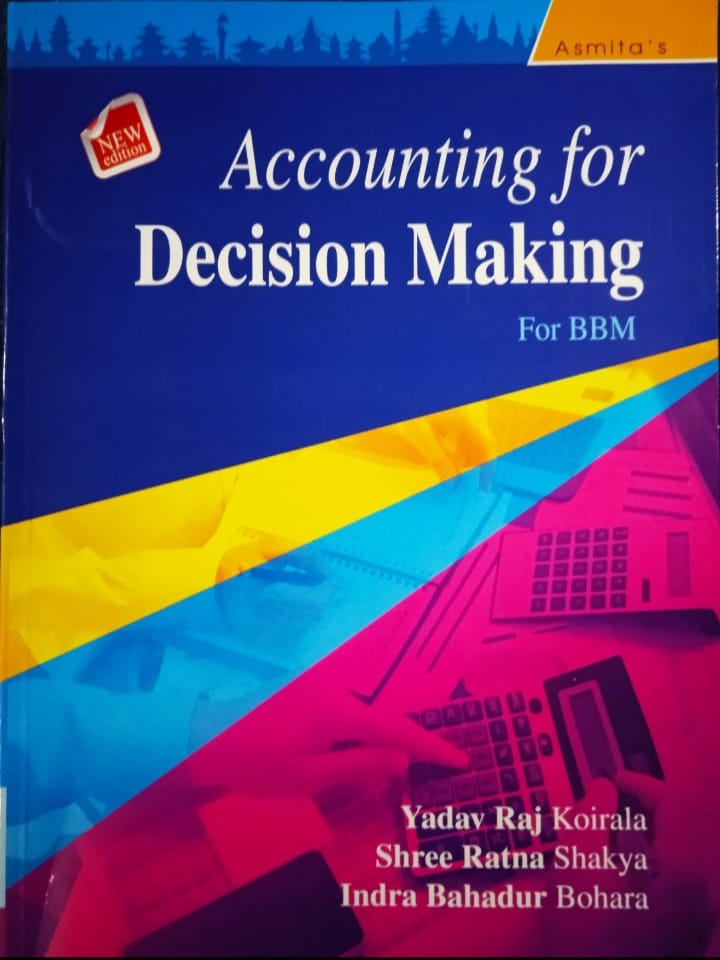 Asmita's
NEW
edition
Accounting for
Decision Making
For BBM
Yadav Raj Koirala
Shree Ratna Shakya
Indra Bahadur Bohara